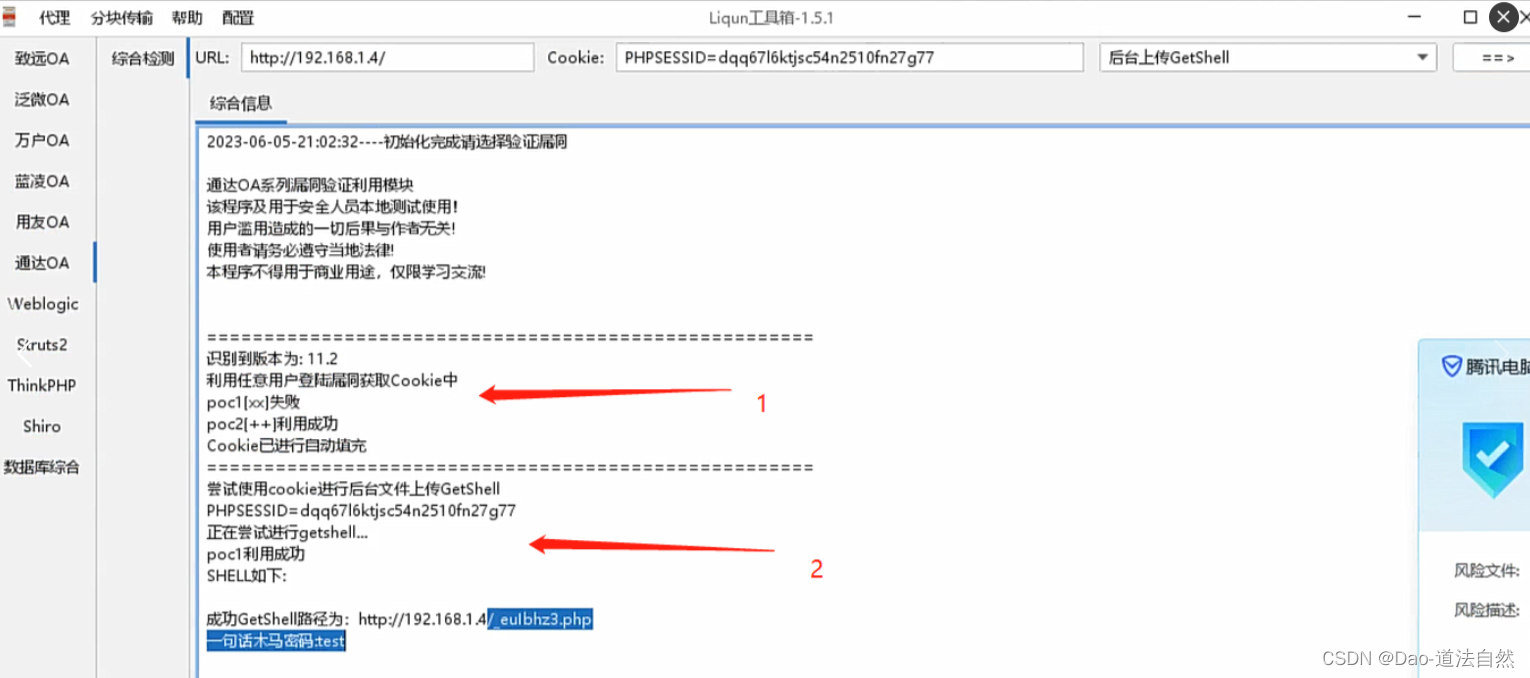 代理 分块传输 帮助 配置 Liqun工具箱-1.5.1
致远OA 综合检测 URL: http://192.168.1.4/ Cookie: PHPSESSID=dqq67l6ktjsc54n2510fn27g77 后台上传GetShell ==>
泛微OA
万户OA
蓝凌OA
用友OA
通达OA
Weblogic
Struts2
ThinkPHP
Shiro
数据库综合
综合信息
2023-06-05-21:02:32----初始化完成请选择验证漏洞
通达OA系列漏洞验证利用模块
该程序及用于安全人员本地测试使用!
用户滥用造成的一切后果与作者无关!
使用者请务必遵守当地法律!
本程序不得用于商业用途，仅限学习交流!
==================================================
识别到版本为: 11.2
利用任意用户登陆漏洞获取Cookie中
poc1[xx]失败
poc2[++]利用成功
Cookie已进行自动填充
==================================================
尝试使用cookie进行后台文件上传GetShell
PHPSESSID=dqq67l6ktjsc54n2510fn27g77
正在尝试进行getshell...
poc1利用成功
SHELL如下:
成功GetShell路径为：http://192.168.1.4/_euIbhz3.php
一句话木马密码:test
1
2
腾讯电脑
风险文件:
风险描述:
CSDN @Dao-道法自然